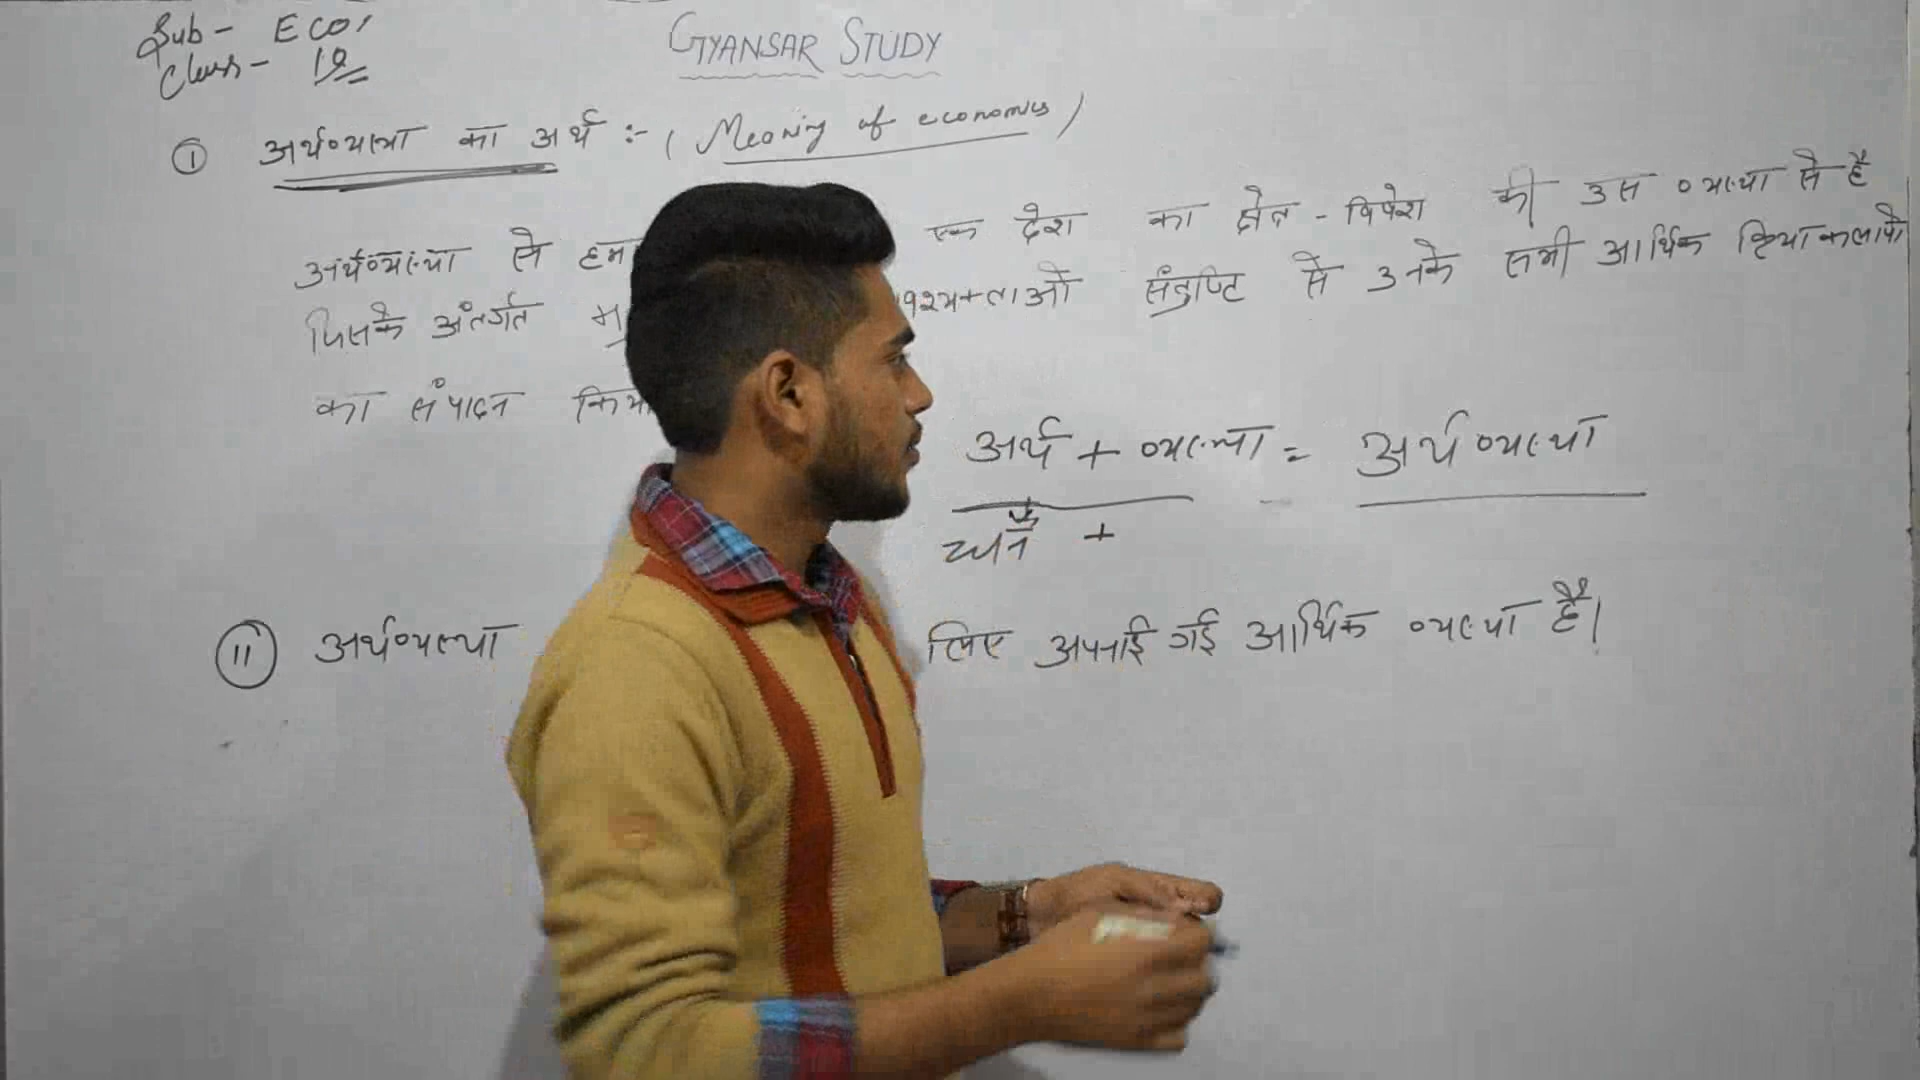 Sub - Eco,
Class - 12
GYANSAR STUDY
① अर्थव्यवस्था का अर्थ :- ( Meaning of economics )
अर्थव्यवस्था से हम एक देश का क्षेत्र - विशेष की उस व्यवस्था से है
जिसके अंतर्गत संतुष्टि से उनके सभी आर्थिक क्रियाकलापो
का संपादन किया
अर्थ + व्यवस्था = अर्थव्यवस्था
धन +
(11) अर्थव्यवस्था लिए अपनाई गई आर्थिक व्यवस्था है।